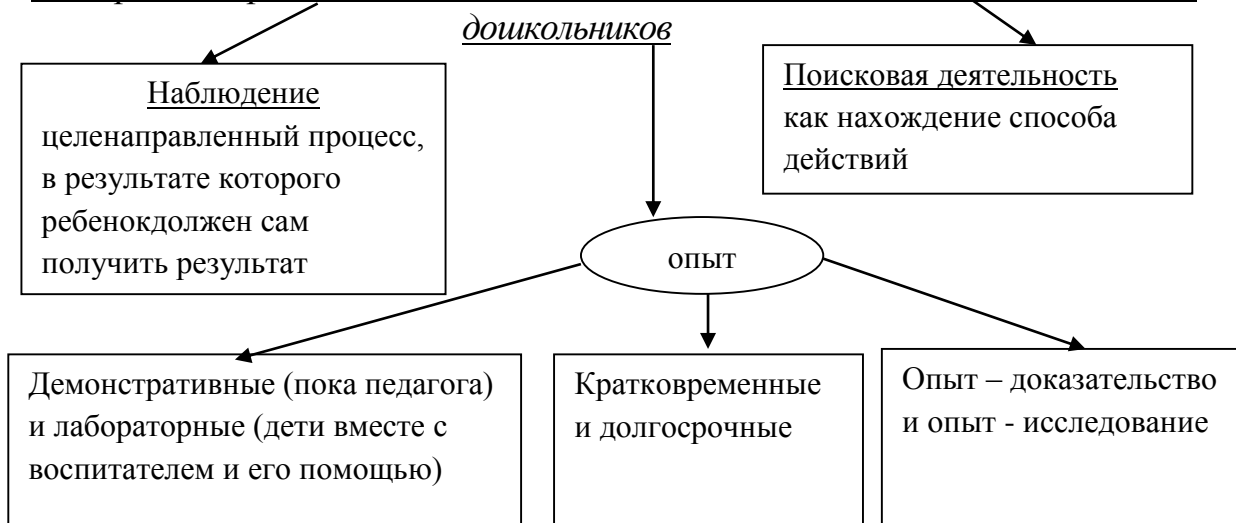 дошкольников
Наблюдение
целенаправленный процесс,
в результате которого
ребенокдолжен сам
получить результат
Поисковая деятельность
как нахождение способа
действий
опыт
Демонстративные (пока педагога)
и лабораторные (дети вместе с
воспитателем и его помощью)
Кратковременные
и долгосрочные
Опыт – доказательство
и опыт - исследование